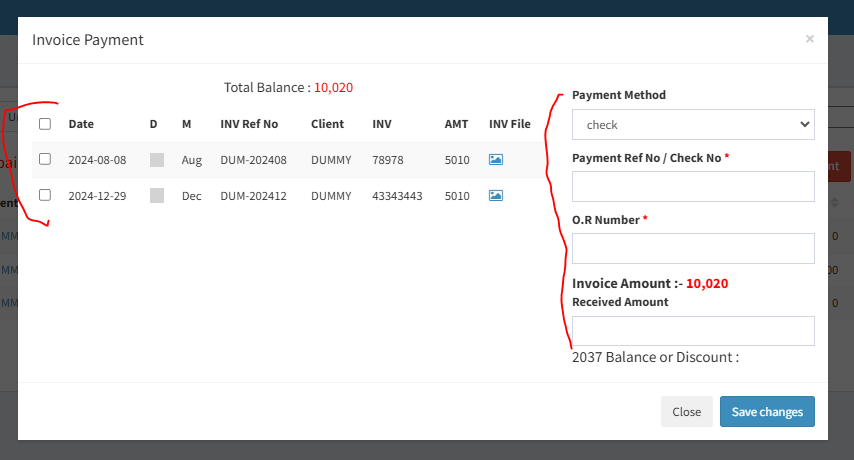 Invoice Payment ×
Total Balance : 10,020
Date D M INV Ref No Client INV AMT INV File
2024-08-08 Aug DUM-202408 DUMMY 78978 5010
2024-12-29 Dec DUM-202412 DUMMY 43343443 5010
Payment Method
check
Payment Ref No / Check No *
O.R Number *
Invoice Amount :- 10,020
Received Amount
2037 Balance or Discount :
Close Save changes